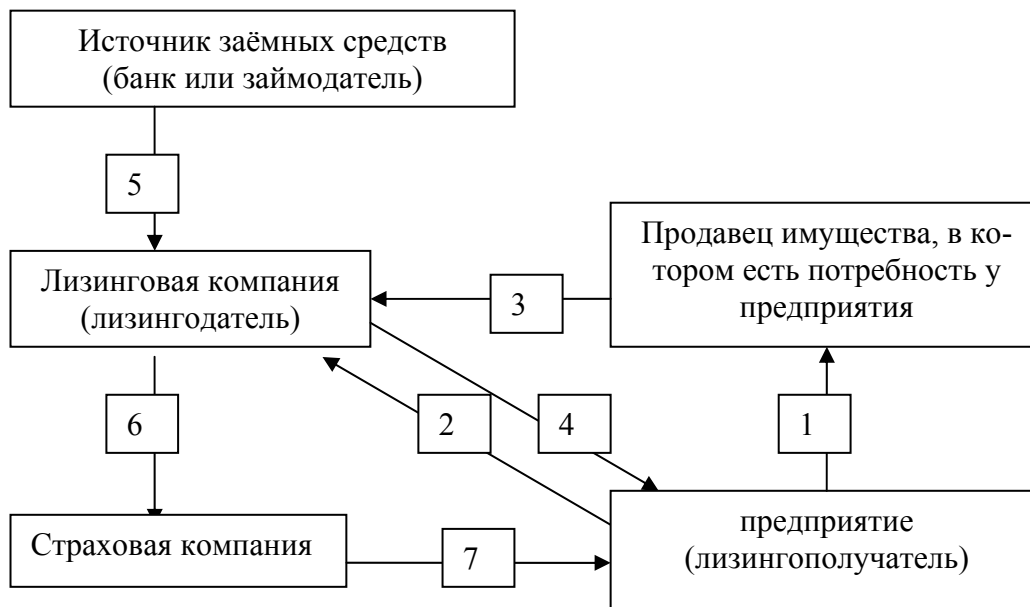 Источник заёмных средств
(банк или займодатель)
5
Продавец имущества, в ко-
тором есть потребность у
предприятия
Лизинговая компания
(лизингодатель)
3
6
2
4
1
Страховая компания
7
предприятие
(лизингополучатель)